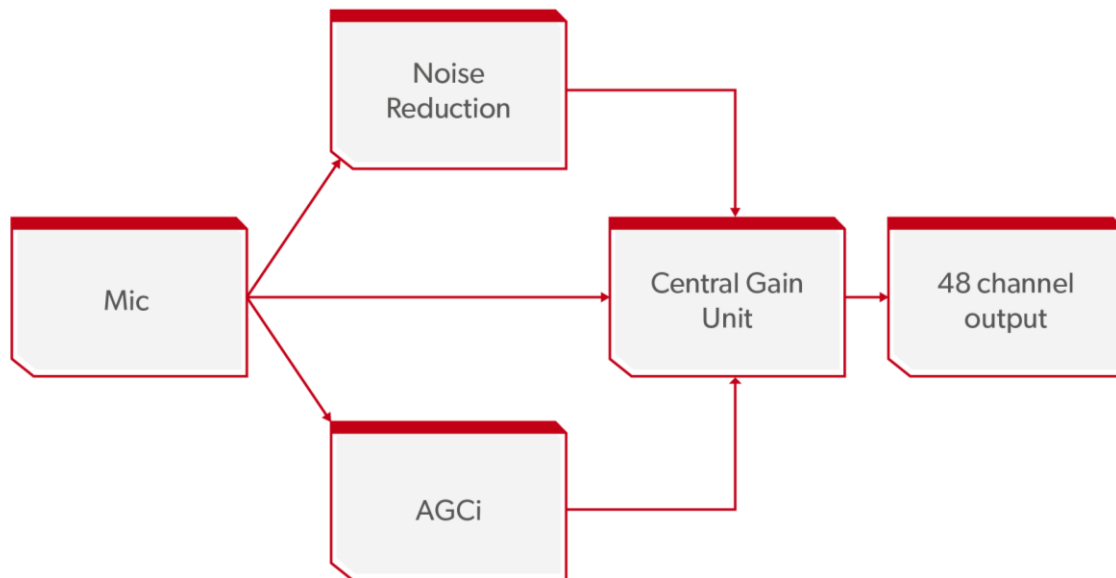 Noise
Reduction
Mic
Central Gain
Unit
48 channel
output
AGCi